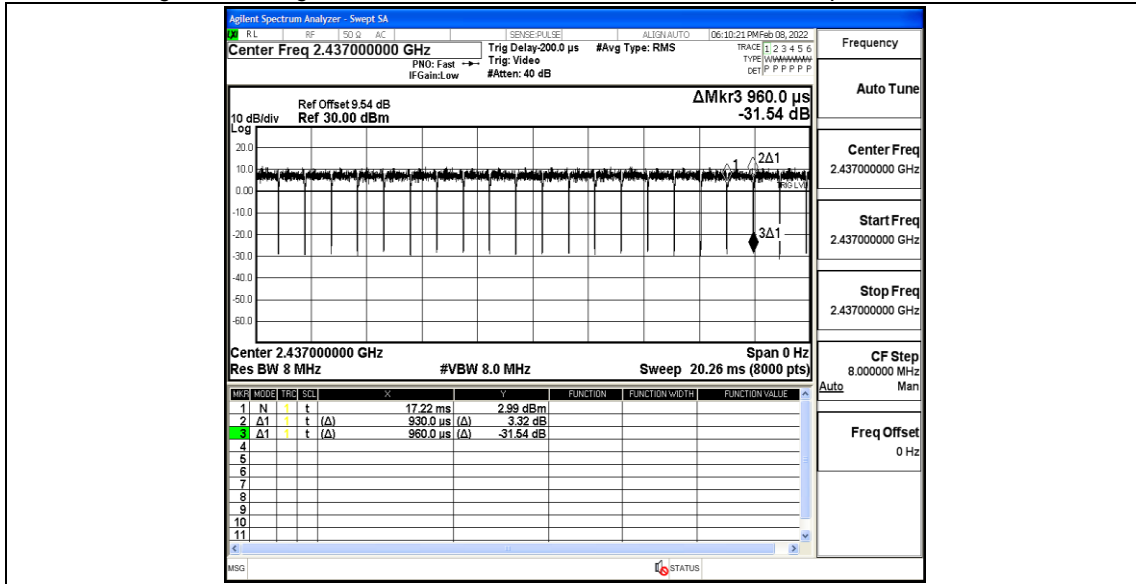 Agilent Spectrum Analyzer - Swept SA
RL RF 50 Ω AC SENSE:PULSE ALIGN AUTO 06:10:21 PM Feb 08, 2022
Center Freq 2.437000000 GHz Trig Delay-200.0 µs #Avg Type: RMS TRACE 1 2 3 4 5 6
PNO: Fast Trig: Video TYPE WWWWWW
IFGain:Low #Atten: 40 dB DET P P P P P P
Frequency
Auto Tune
ΔMkr3 960.0 µs
-31.54 dB
Ref Offset 9.54 dB
10 dB/div Ref 30.00 dBm
Log
20.0
10.0
0.00
-10.0
-20.0
-30.0
-40.0
-50.0
-60.0
1
2Δ1
TRIG LVL
3Δ1
Center 2.437000000 GHz Span 0 Hz
Res BW 8 MHz #VBW 8.0 MHz Sweep 20.26 ms (8000 pts)
MKR MODE TRC SCL X Y FUNCTION FUNCTION WIDTH FUNCTION VALUE
1 N 1 t 17.22 ms 2.99 dBm
2 Δ1 1 t (Δ) 930.0 µs (Δ) 3.32 dB
3 Δ1 1 t (Δ) 960.0 µs (Δ) -31.54 dB
4
5
6
7
8
9
10
11
MSG STATUS
Center Freq
2.437000000 GHz
Start Freq
2.437000000 GHz
Stop Freq
2.437000000 GHz
CF Step
8.000000 MHz
Auto Man
Freq Offset
0 Hz